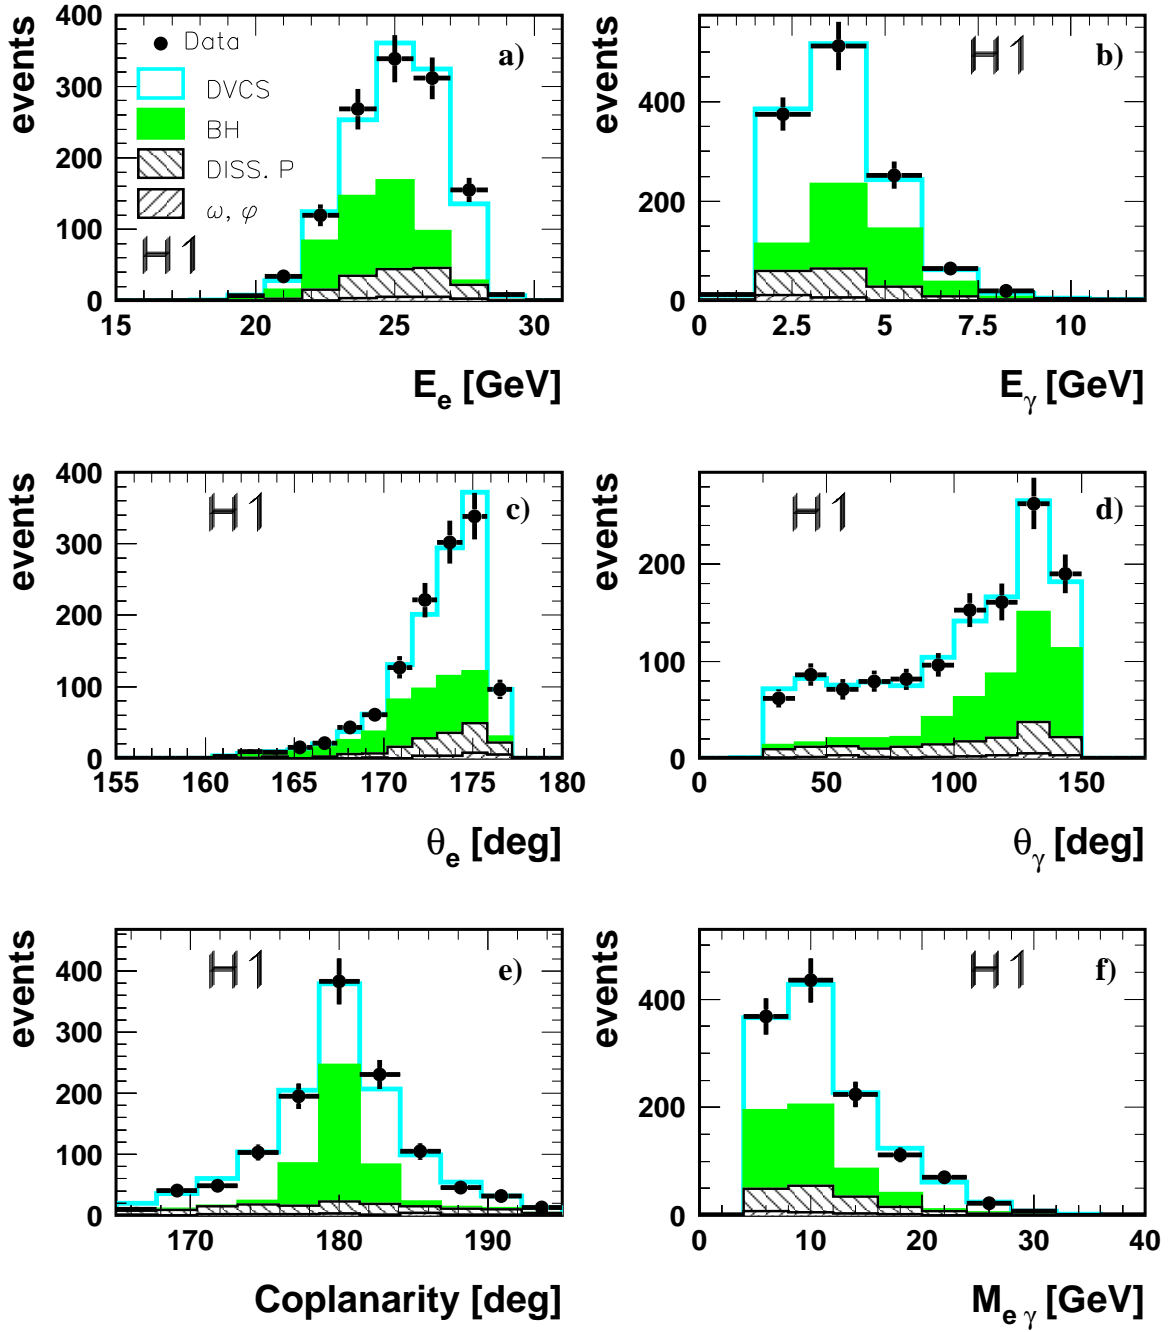 events
400
300
200
100
0
Data
DVCS
BH
DISS. P
ω, φ
H1
a)
15
20
25
30
E_e [GeV]
events
400
200
0
H1
b)
0
2.5
5
7.5
10
E_γ [GeV]
events
400
300
200
100
0
H1
c)
155
160
165
170
175
180
θ_e [deg]
events
200
100
0
H1
d)
0
50
100
150
θ_γ [deg]
events
400
300
200
100
0
H1
e)
170
180
190
Coplanarity [deg]
events
400
200
0
H1
f)
0
10
20
30
40
M_e γ [GeV]